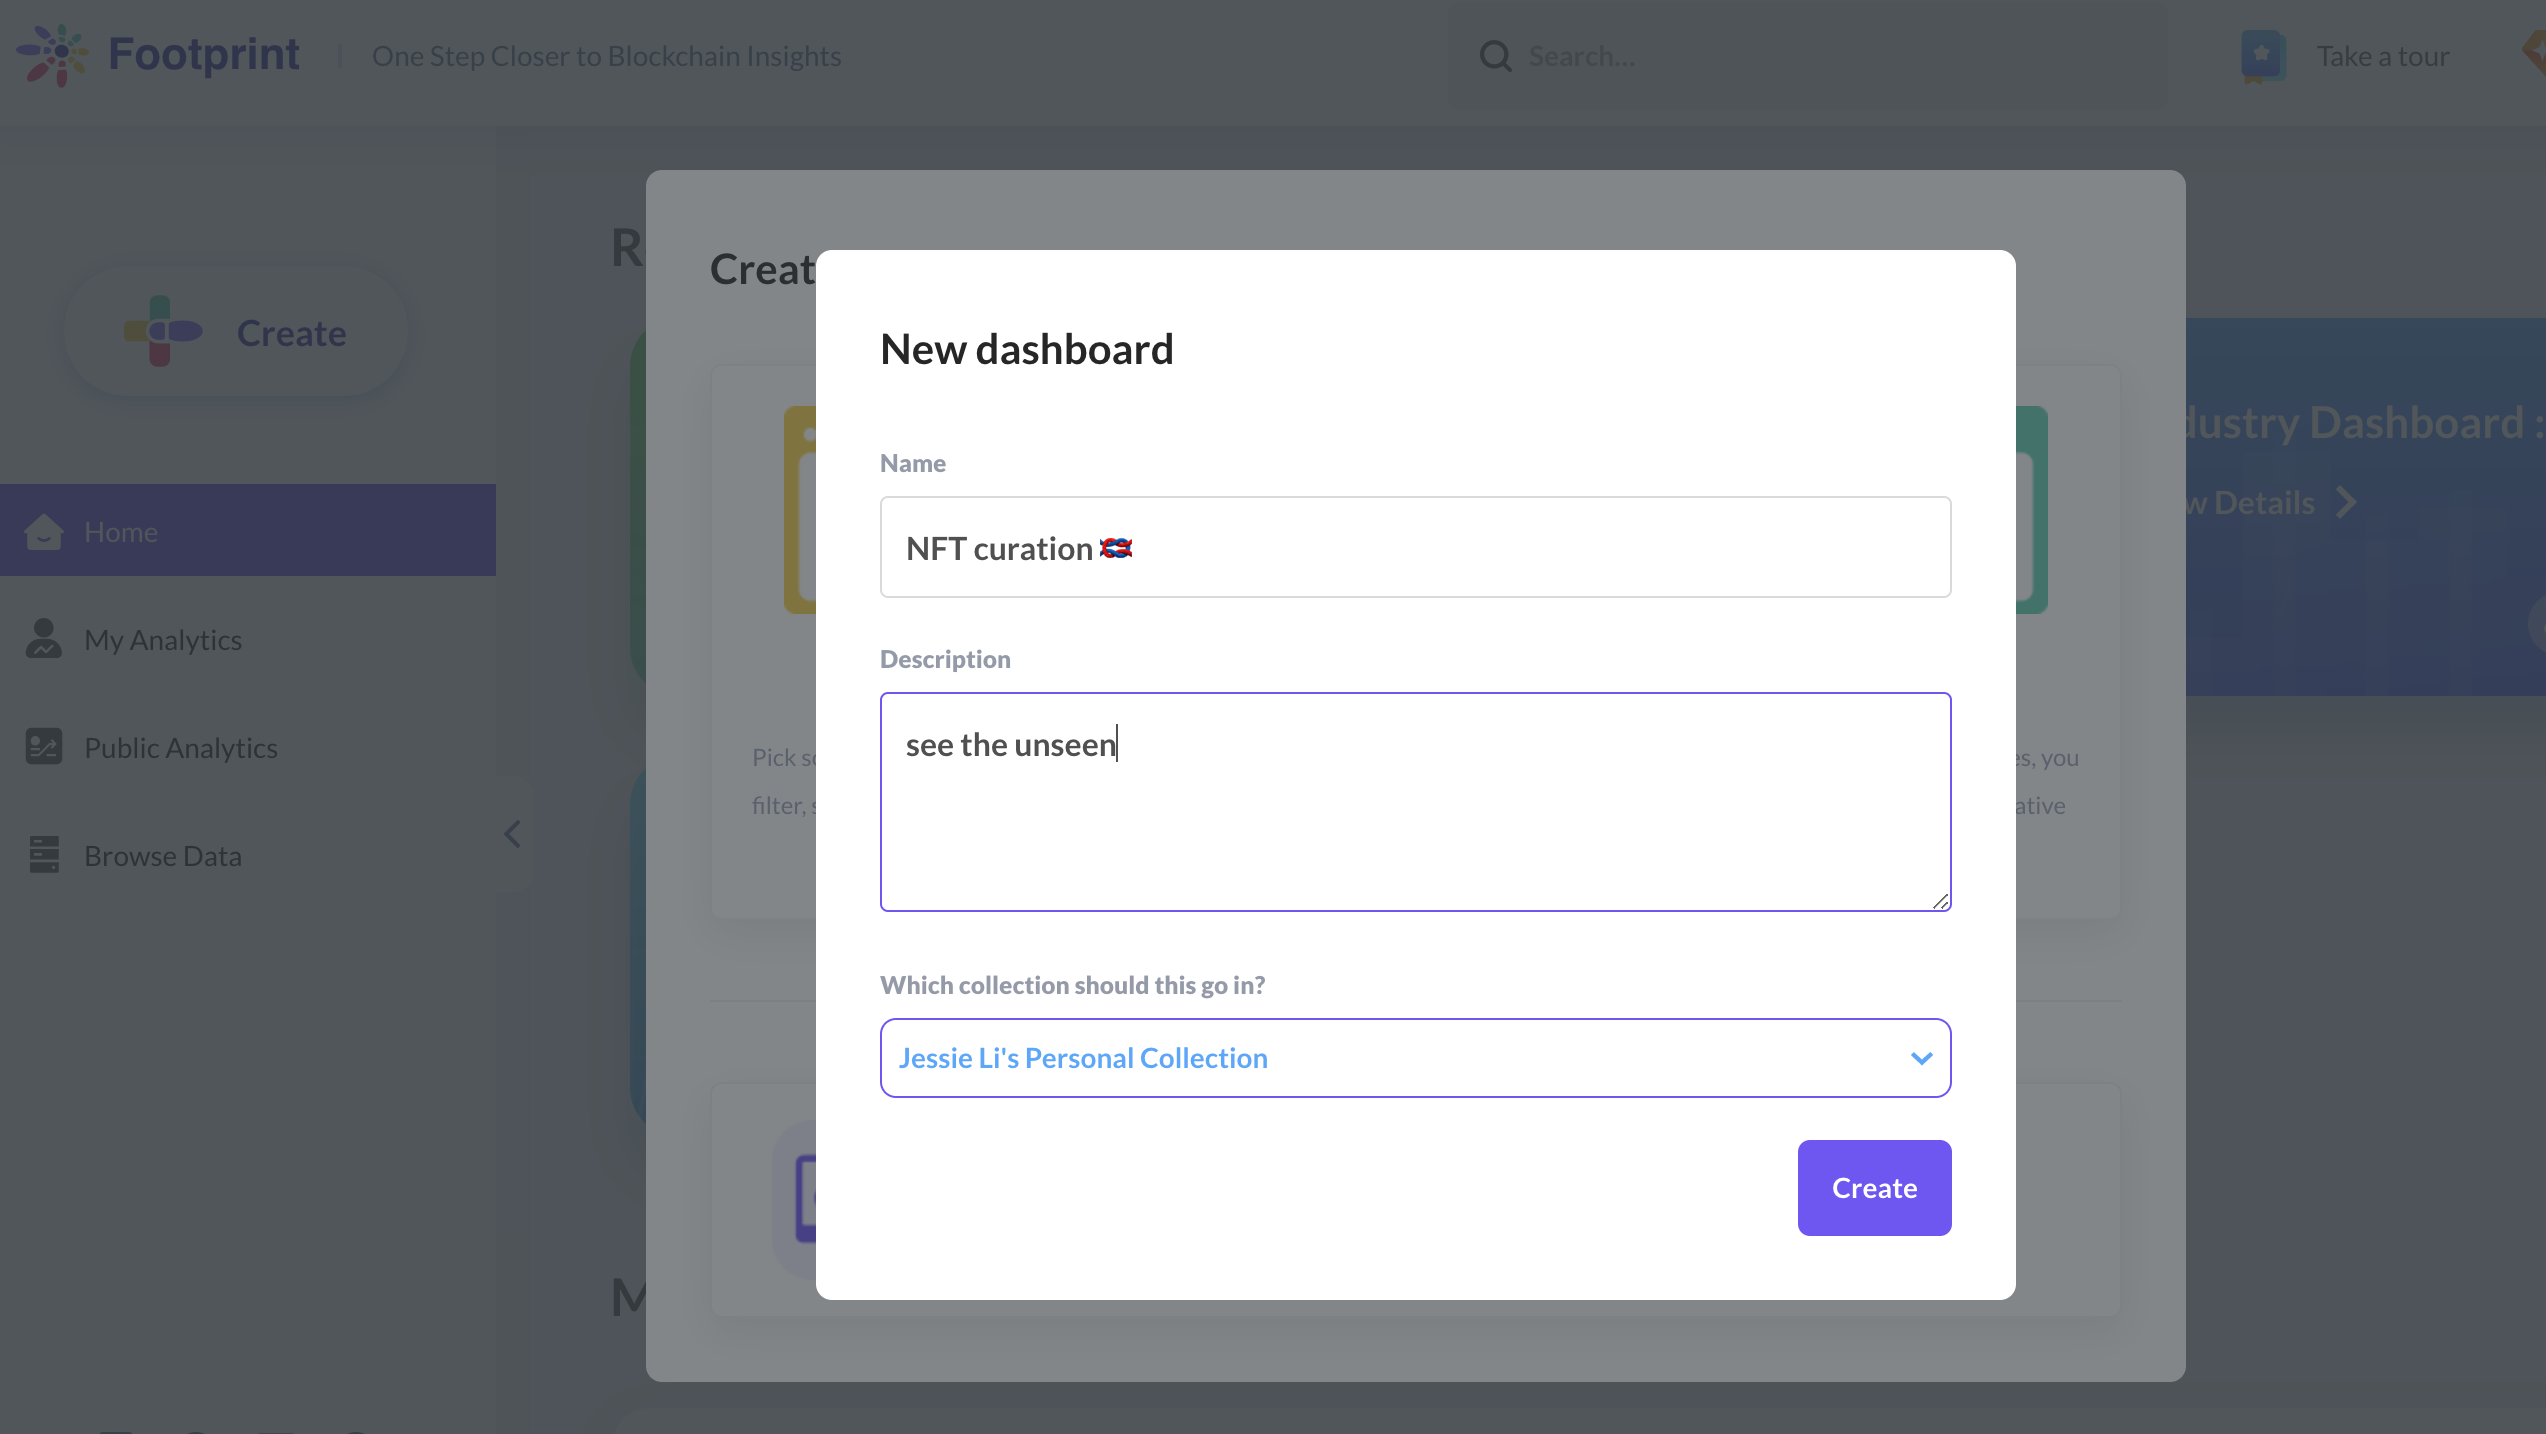 Footprint
One Step Closer to Blockchain Insights
Search...
Take a tour
Create
Home
My Analytics
Public Analytics
Browse Data
R
Creat
New dashboard
Name
NFT curation 🪢
Description
see the unseen
Which collection should this go in?
Jessie Li's Personal Collection
Create
Pick
filter,
you
dustry Dashboard :
w Details
M